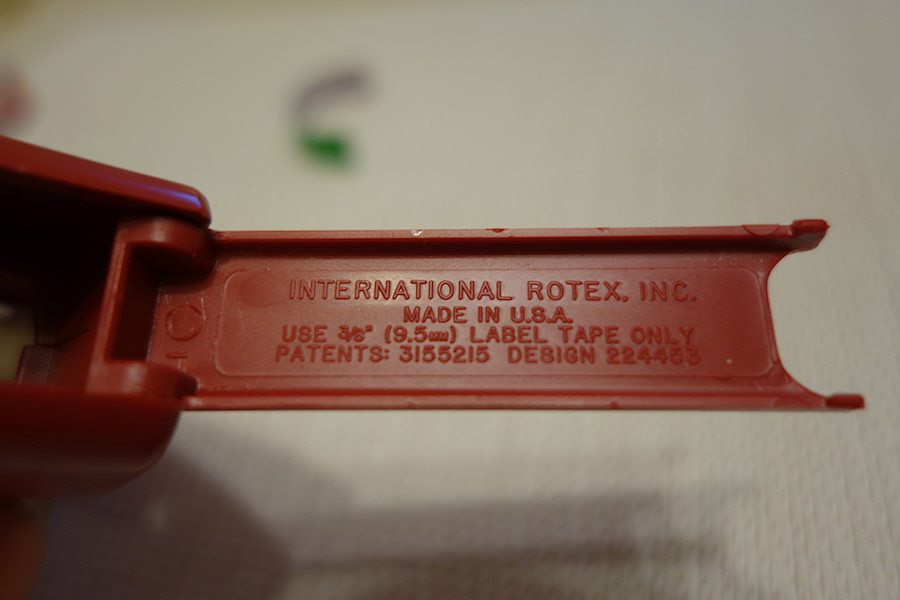 INTERNATIONAL ROTEX, INC.
MADE IN U.S.A.
USE 3/8" (9.5mm) LABEL TAPE ONLY
PATENTS: 3155215 DESIGN 224453